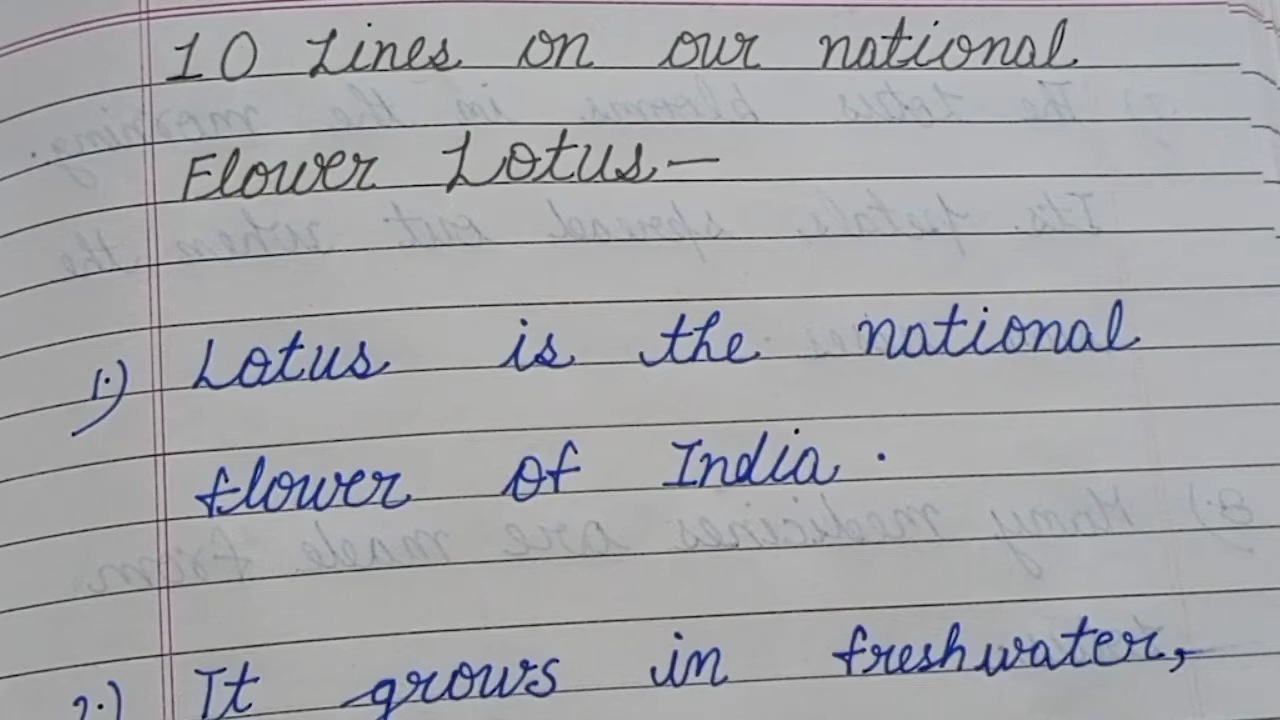 10 Lines on our national
Flower Lotus -
1.) Lotus is the national
flower of India.
2.) It grows in freshwater,